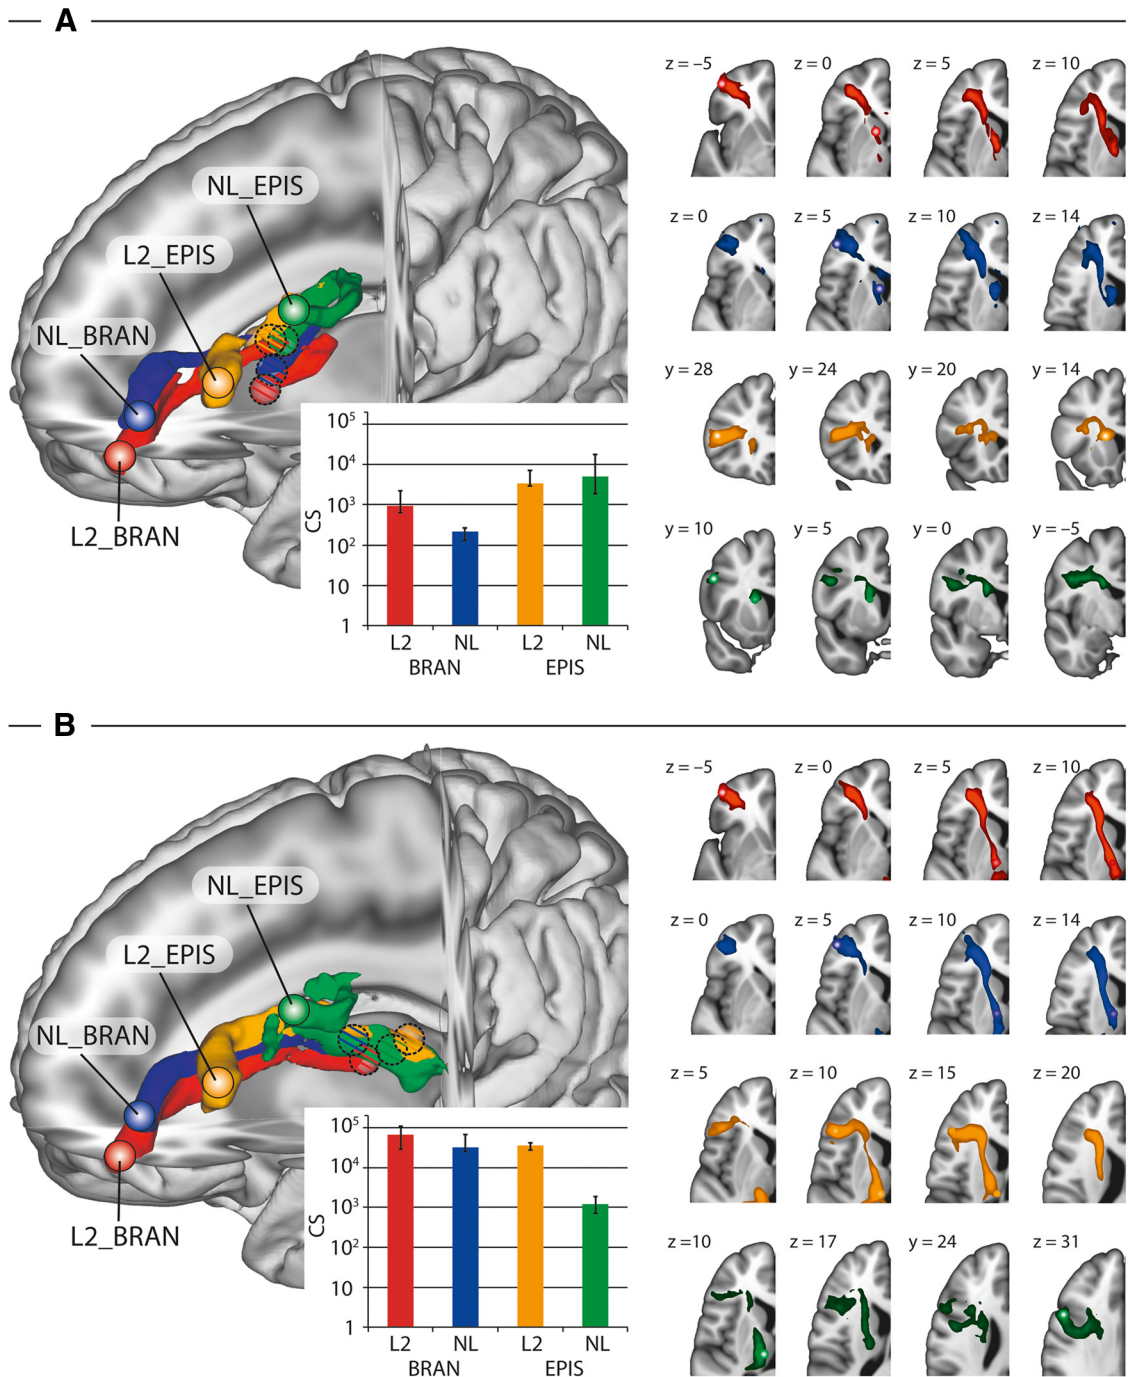 A
z = –5 z = 0 z = 5 z = 10
NL_EPIS
z = 0 z = 5 z = 10 z = 14
L2_EPIS
NL_BRAN
y = 28 y = 24 y = 20 y = 14
L2_BRAN
CS
10⁵
10⁴
10³
10²
10
1
L2 NL L2 NL
BRAN EPIS
y = 10 y = 5 y = 0 y = –5
B
z = –5 z = 0 z = 5 z = 10
NL_EPIS
z = 0 z = 5 z = 10 z = 14
L2_EPIS
NL_BRAN
z = 5 z = 10 z = 15 z = 20
L2_BRAN
CS
10⁵
10⁴
10³
10²
10
1
L2 NL L2 NL
BRAN EPIS
z =10 z = 17 y = 24 z = 31